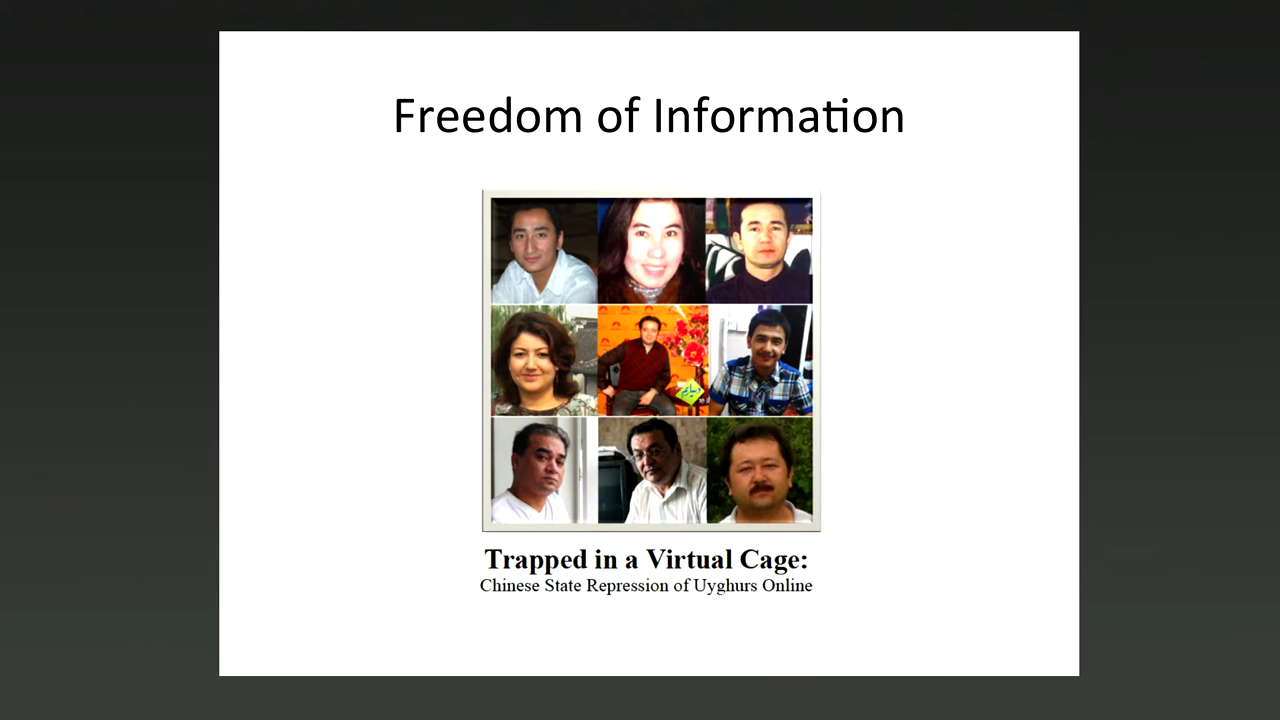 Freedom of Information
Trapped in a Virtual Cage:
Chinese State Repression of Uyghurs Online